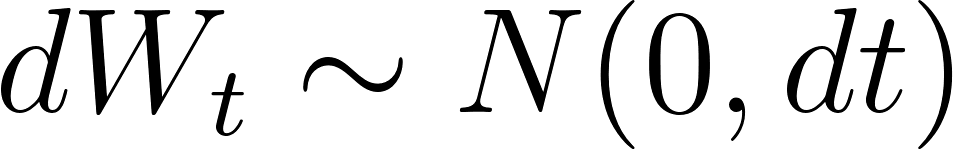 dW_t ~ N(0, dt)